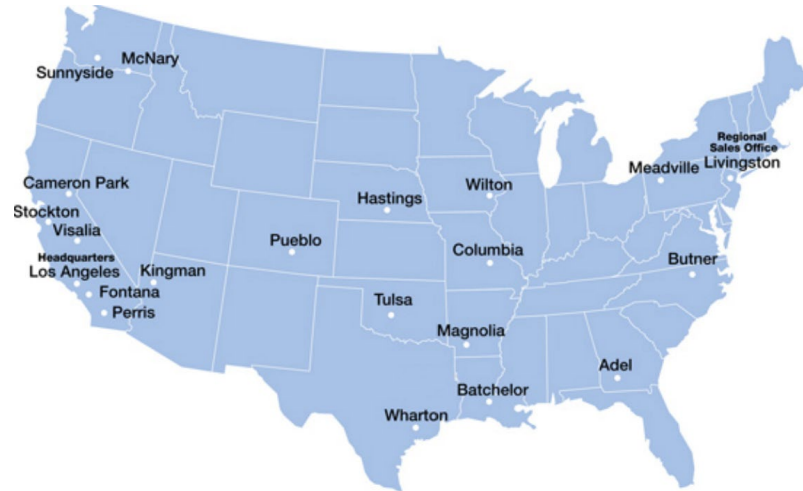 McNary
Sunnyside
Regional
Sales Office
Livingston
Meadville
Cameron Park
Wilton
Hastings
Stockton
Visalia
Pueblo
Columbia
Butner
Headquarters
Los Angeles
Kingman
Fontana
Tulsa
Perris
Magnolia
Adel
Batchelor
Wharton